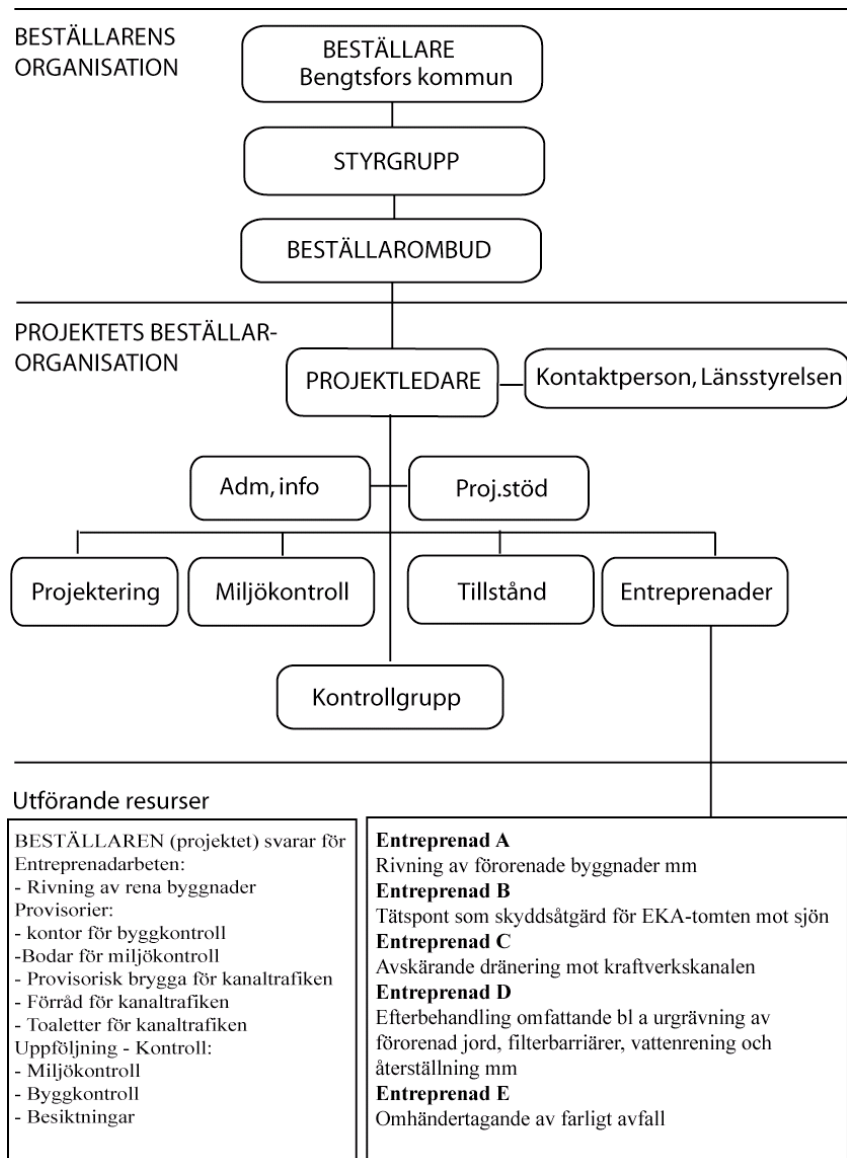 BESTÄLLARENS
ORGANISATION
BESTÄLLARE
Bengtsfors kommun
STYRGRUPP
BESTÄLLAROMBUD
PROJEKTETS BESTÄLLAR-
ORGANISATION
PROJEKTLEDARE
Kontaktperson, Länsstyrelsen
Adm, info
Proj.stöd
Projektering
Miljökontroll
Tillstånd
Entreprenader
Kontrollgrupp
Utförande resurser
BESTÄLLAREN (projektet) svarar för
Entreprenadarbeten:
- Rivning av rena byggnader
Provisorier:
- kontor för byggkontroll
-Bodar för miljökontroll
- Provisorisk brygga för kanaltrafiken
- Förråd för kanaltrafiken
- Toaletter för kanaltrafiken
Uppföljning - Kontroll:
- Miljökontroll
- Byggkontroll
- Besiktningar
Entreprenad A
Rivning av förorenade byggnader mm
Entreprenad B
Tätspont som skyddsåtgärd för EKA-tomten mot sjön
Entreprenad C
Avskärande dränering mot kraftverkskanalen
Entreprenad D
Efterbehandling omfattande bl a urgrävning av
förorenad jord, filterbarriärer, vattenrening och
återställning mm
Entreprenad E
Omhändertagande av farligt avfall